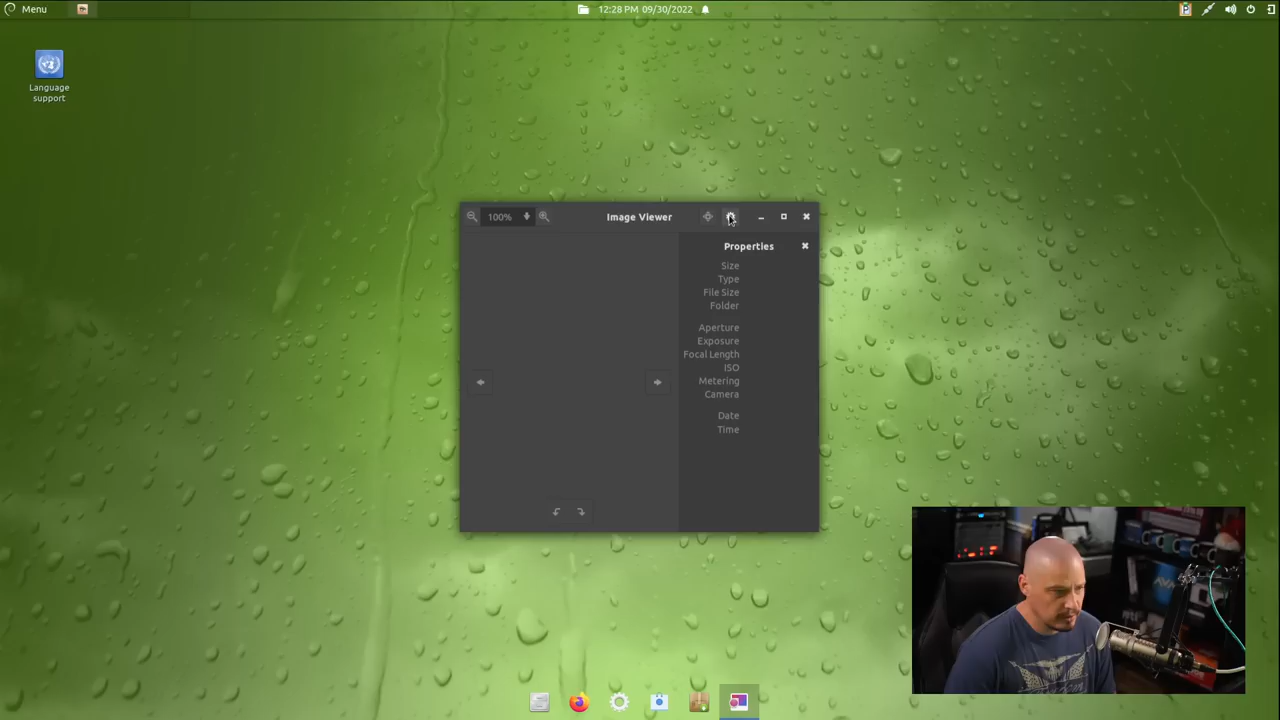 Menu
12:28 PM 09/30/2022
Language
support
100%
Image Viewer
Properties
Size
Type
File Size
Folder
Aperture
Exposure
Focal Length
ISO
Metering
Camera
Date
Time